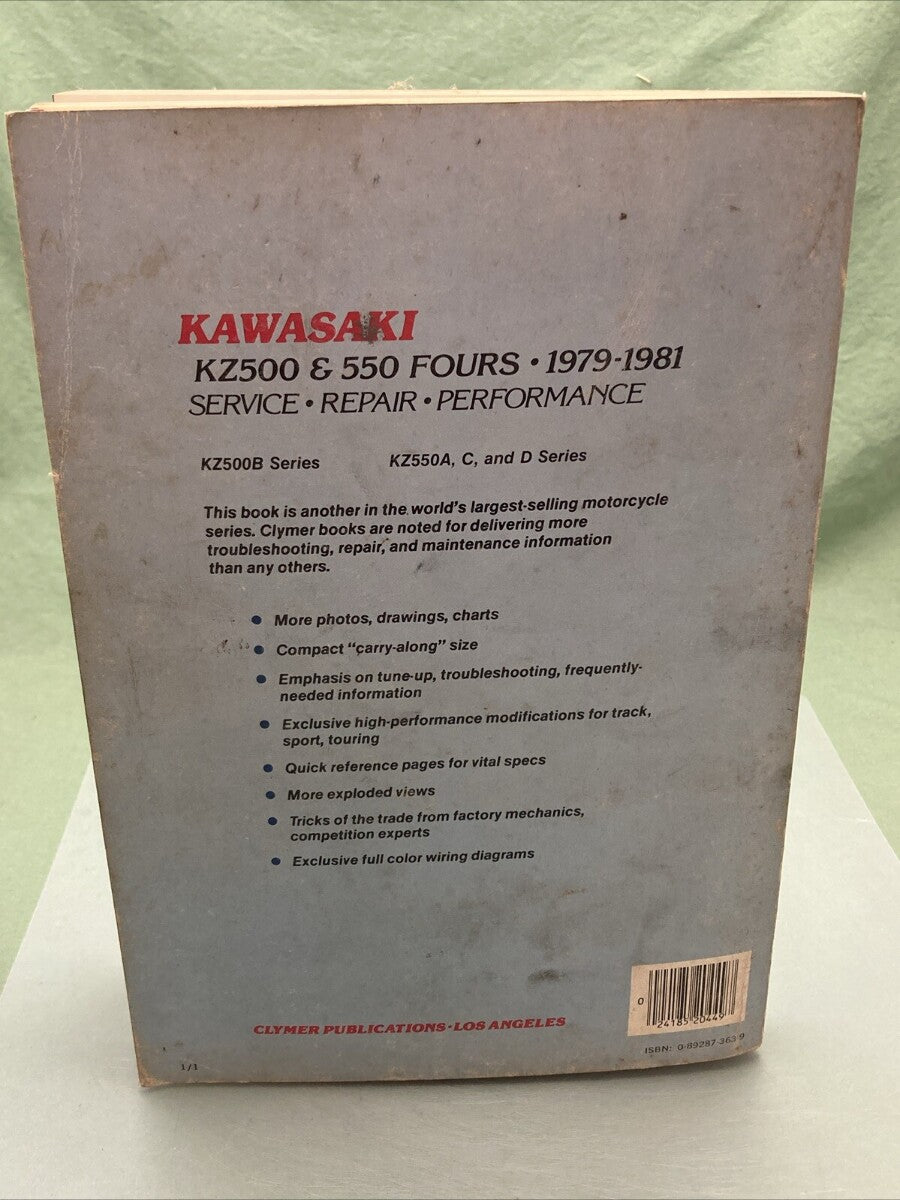 KAWASAKI
KZ500 & 550 FOURS • 1979-1981
SERVICE • REPAIR • PERFORMANCE
KZ500B Series KZ550A, C, and D Series
This book is another in the world's largest-selling motorcycle
series. Clymer books are noted for delivering more
troubleshooting, repair, and maintenance information
than any others.
• More photos, drawings, charts
• Compact "carry-along" size
• Emphasis on tune-up, troubleshooting, frequently-
needed information
• Exclusive high-performance modifications for track,
sport, touring
• Quick reference pages for vital specs
• More exploded views
• Tricks of the trade from factory mechanics,
competition experts
• Exclusive full color wiring diagrams
CLYMER PUBLICATIONS • LOS ANGELES
0
24185 20449
ISBN: 0-89287-363-9
1/1